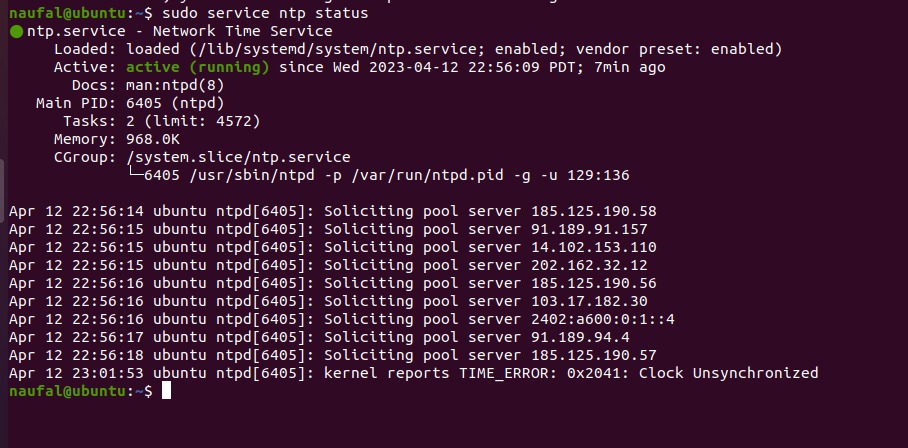 naufal@ubuntu:~$ sudo service ntp status
● ntp.service - Network Time Service
Loaded: loaded (/lib/systemd/system/ntp.service; enabled; vendor preset: enabled)
Active: active (running) since Wed 2023-04-12 22:56:09 PDT; 7min ago
Docs: man:ntpd(8)
Main PID: 6405 (ntpd)
Tasks: 2 (limit: 4572)
Memory: 968.0K
CGroup: /system.slice/ntp.service
└─6405 /usr/sbin/ntpd -p /var/run/ntpd.pid -g -u 129:136
Apr 12 22:56:14 ubuntu ntpd[6405]: Soliciting pool server 185.125.190.58
Apr 12 22:56:15 ubuntu ntpd[6405]: Soliciting pool server 91.189.91.157
Apr 12 22:56:15 ubuntu ntpd[6405]: Soliciting pool server 14.102.153.110
Apr 12 22:56:15 ubuntu ntpd[6405]: Soliciting pool server 202.162.32.12
Apr 12 22:56:16 ubuntu ntpd[6405]: Soliciting pool server 185.125.190.56
Apr 12 22:56:16 ubuntu ntpd[6405]: Soliciting pool server 103.17.182.30
Apr 12 22:56:16 ubuntu ntpd[6405]: Soliciting pool server 2402:a600:0:1::4
Apr 12 22:56:17 ubuntu ntpd[6405]: Soliciting pool server 91.189.94.4
Apr 12 22:56:18 ubuntu ntpd[6405]: Soliciting pool server 185.125.190.57
Apr 12 23:01:53 ubuntu ntpd[6405]: kernel reports TIME_ERROR: 0x2041: Clock Unsynchronized
naufal@ubuntu:~$